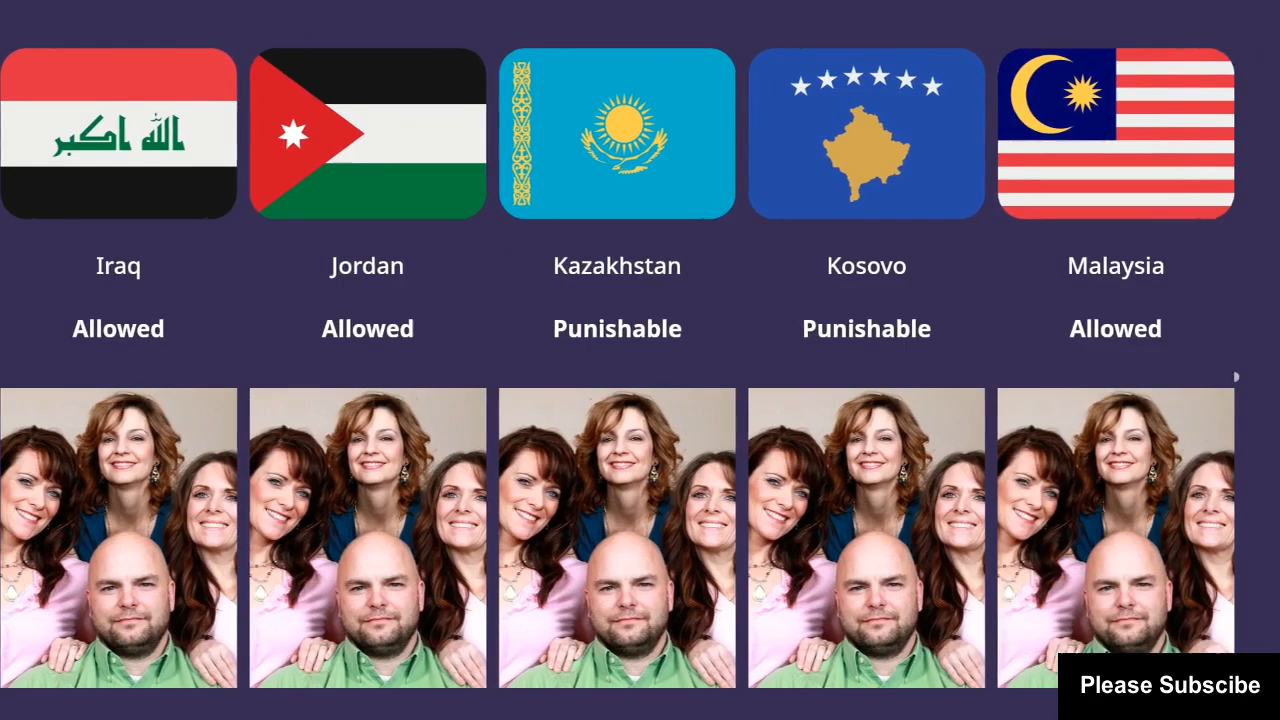 الله اكبر
Iraq
Jordan
Kazakhstan
Kosovo
Malaysia
Allowed
Allowed
Punishable
Punishable
Allowed
Please Subscibe